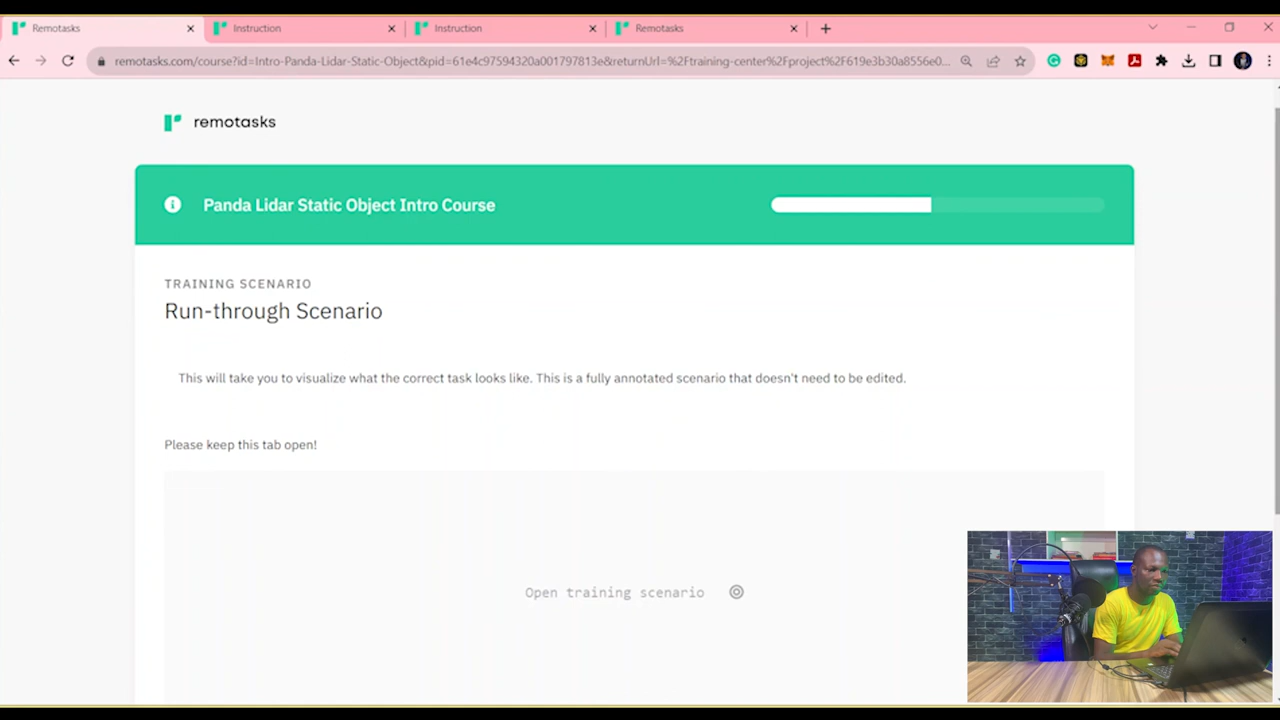 Remotasks
Instruction
Instruction
Remotasks
remotasks.com/course?id=Intro-Panda-Lidar-Static-Object&pid=61e4c97594320a001797813e&returnUrl=%2Ftraining-center%2Fproject%2F619e3b30a8556e0...
remotasks
Panda Lidar Static Object Intro Course
TRAINING SCENARIO
Run-through Scenario
This will take you to visualize what the correct task looks like. This is a fully annotated scenario that doesn't need to be edited.
Please keep this tab open!
Open training scenario